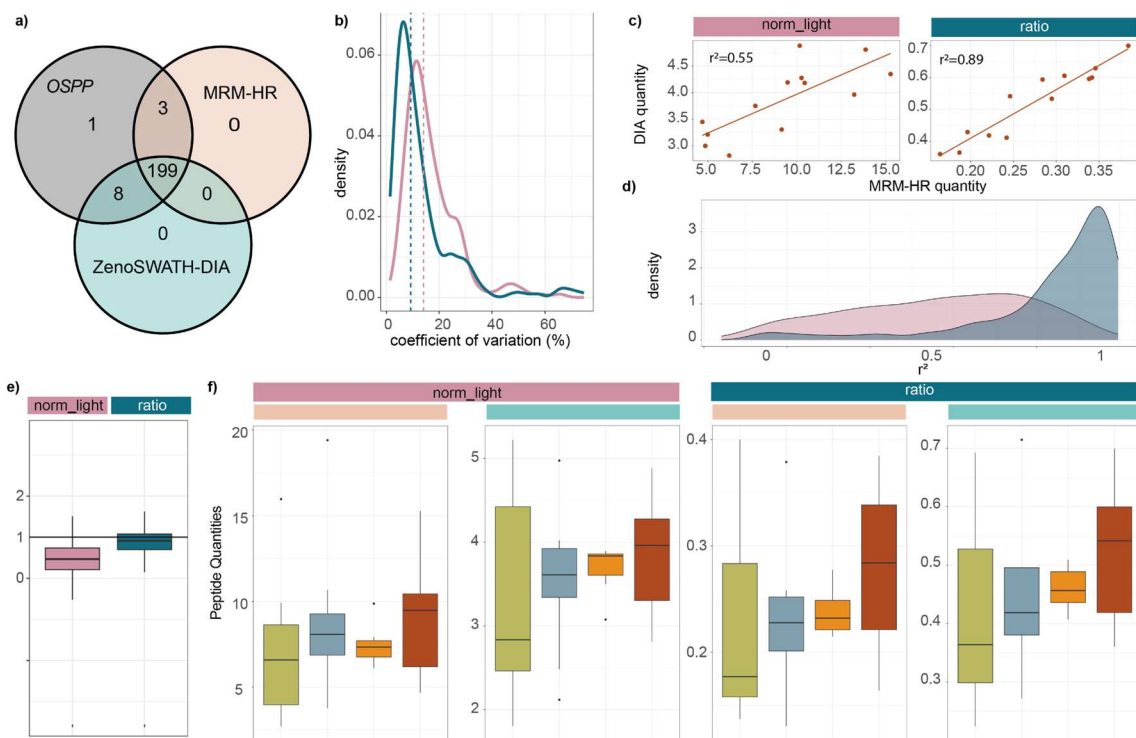 a)
OSPP
MRM-HR
1
3
0
199
8
0
0
ZenoSWATH-DIA
b)
density
0.06
0.04
0.02
0.00
0
20
40
60
coefficient of variation (%)
c)
norm_light
ratio
DIA quantity
r²=0.55
4.5
4.0
3.5
3.0
5.0
7.5
10.0
12.5
15.0
r²=0.89
0.7
0.6
0.5
0.4
0.20
0.25
0.30
0.35
MRM-HR quantity
d)
density
3
2
1
0
0
0.5
1
r²
e)
norm_light
ratio
2
1
0
f)
norm_light
ratio
Peptide Quantities
20
15
10
5
5
4
3
2
0.4
0.3
0.2
0.7
0.6
0.5
0.4
0.3